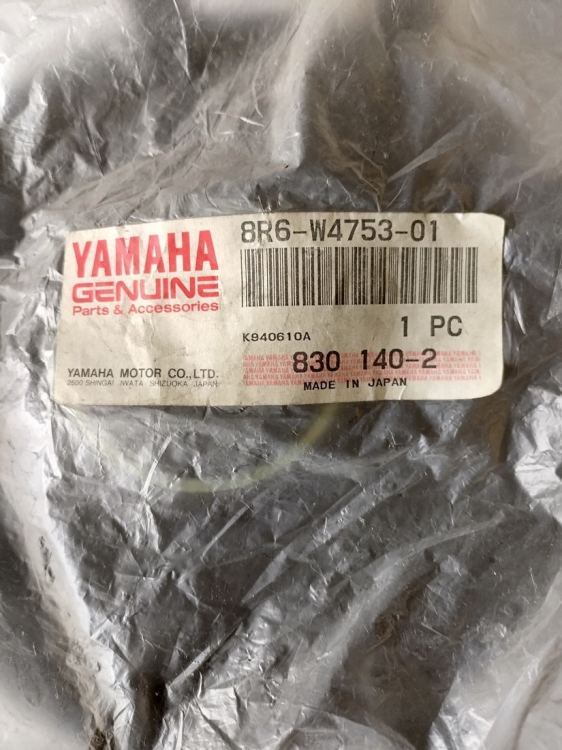 YAMAHA
GENUINE
Parts & Accessories
YAMAHA MOTOR CO.,LTD.
2500 SHINGAI IWATA SHIZUOKA JAPAN
8R6-W4753-01
1 PC
K940610A
830 140-2
MADE IN JAPAN